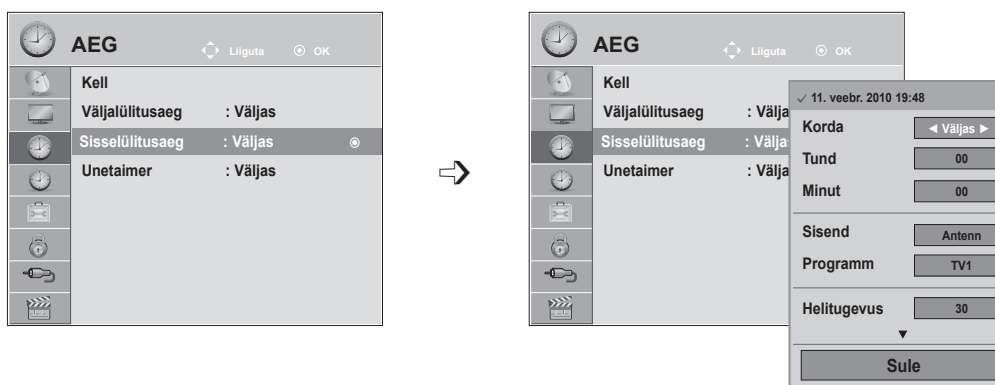 AEG
Liiguta OK
Kell
Väljalülitusaeg : Väljas
Sisselülitusaeg : Väljas
Unetaimer : Väljas
AEG
Liiguta OK
Kell
Väljalülitusaeg : Välja
Sisselülitusaeg : Välja
Unetaimer : Välja
✓ 11. veebr. 2010 19:48
Korda ◀ Väljas ▶
Tund 00
Minut 00
Sisend Antenn
Programm TV1
Helitugevus 30
▼
Sule